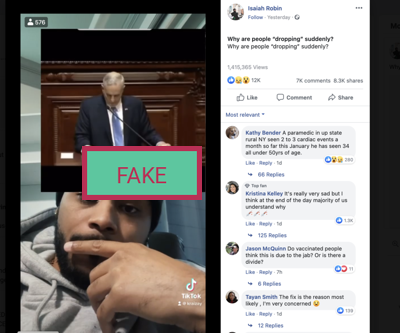 576
FAKE
TikTok
Isaiah Robin
Follow · Yesterday ·
Why are people “dropping” suddenly?
Why are people “dropping” suddenly?
1,415,365 Views
12K
7K comments 8.3K shares
Like Comment Share
Most relevant
Kathy Bender A paramedic in up state
rural NY seen 2 to 3 cardiac events a
month so far this January he has seen 34
all under 50yrs of age.
280
Like · Reply · 1d
66 Replies
Top fan
Kristina Kelley It's really very sad but I
think at the end of the day majority of us
understand why
1.3K
Like · Reply · 1d
125 Replies
Jason McQuinn Do vaccinated people
think this is due to the jab? Or is there
a divide?
11
Like · Reply · 7h
6 Replies
Tayan Smith The fix is the reason most
likely , I'm very concerned
139
Like · Reply · 1d
12 Replies